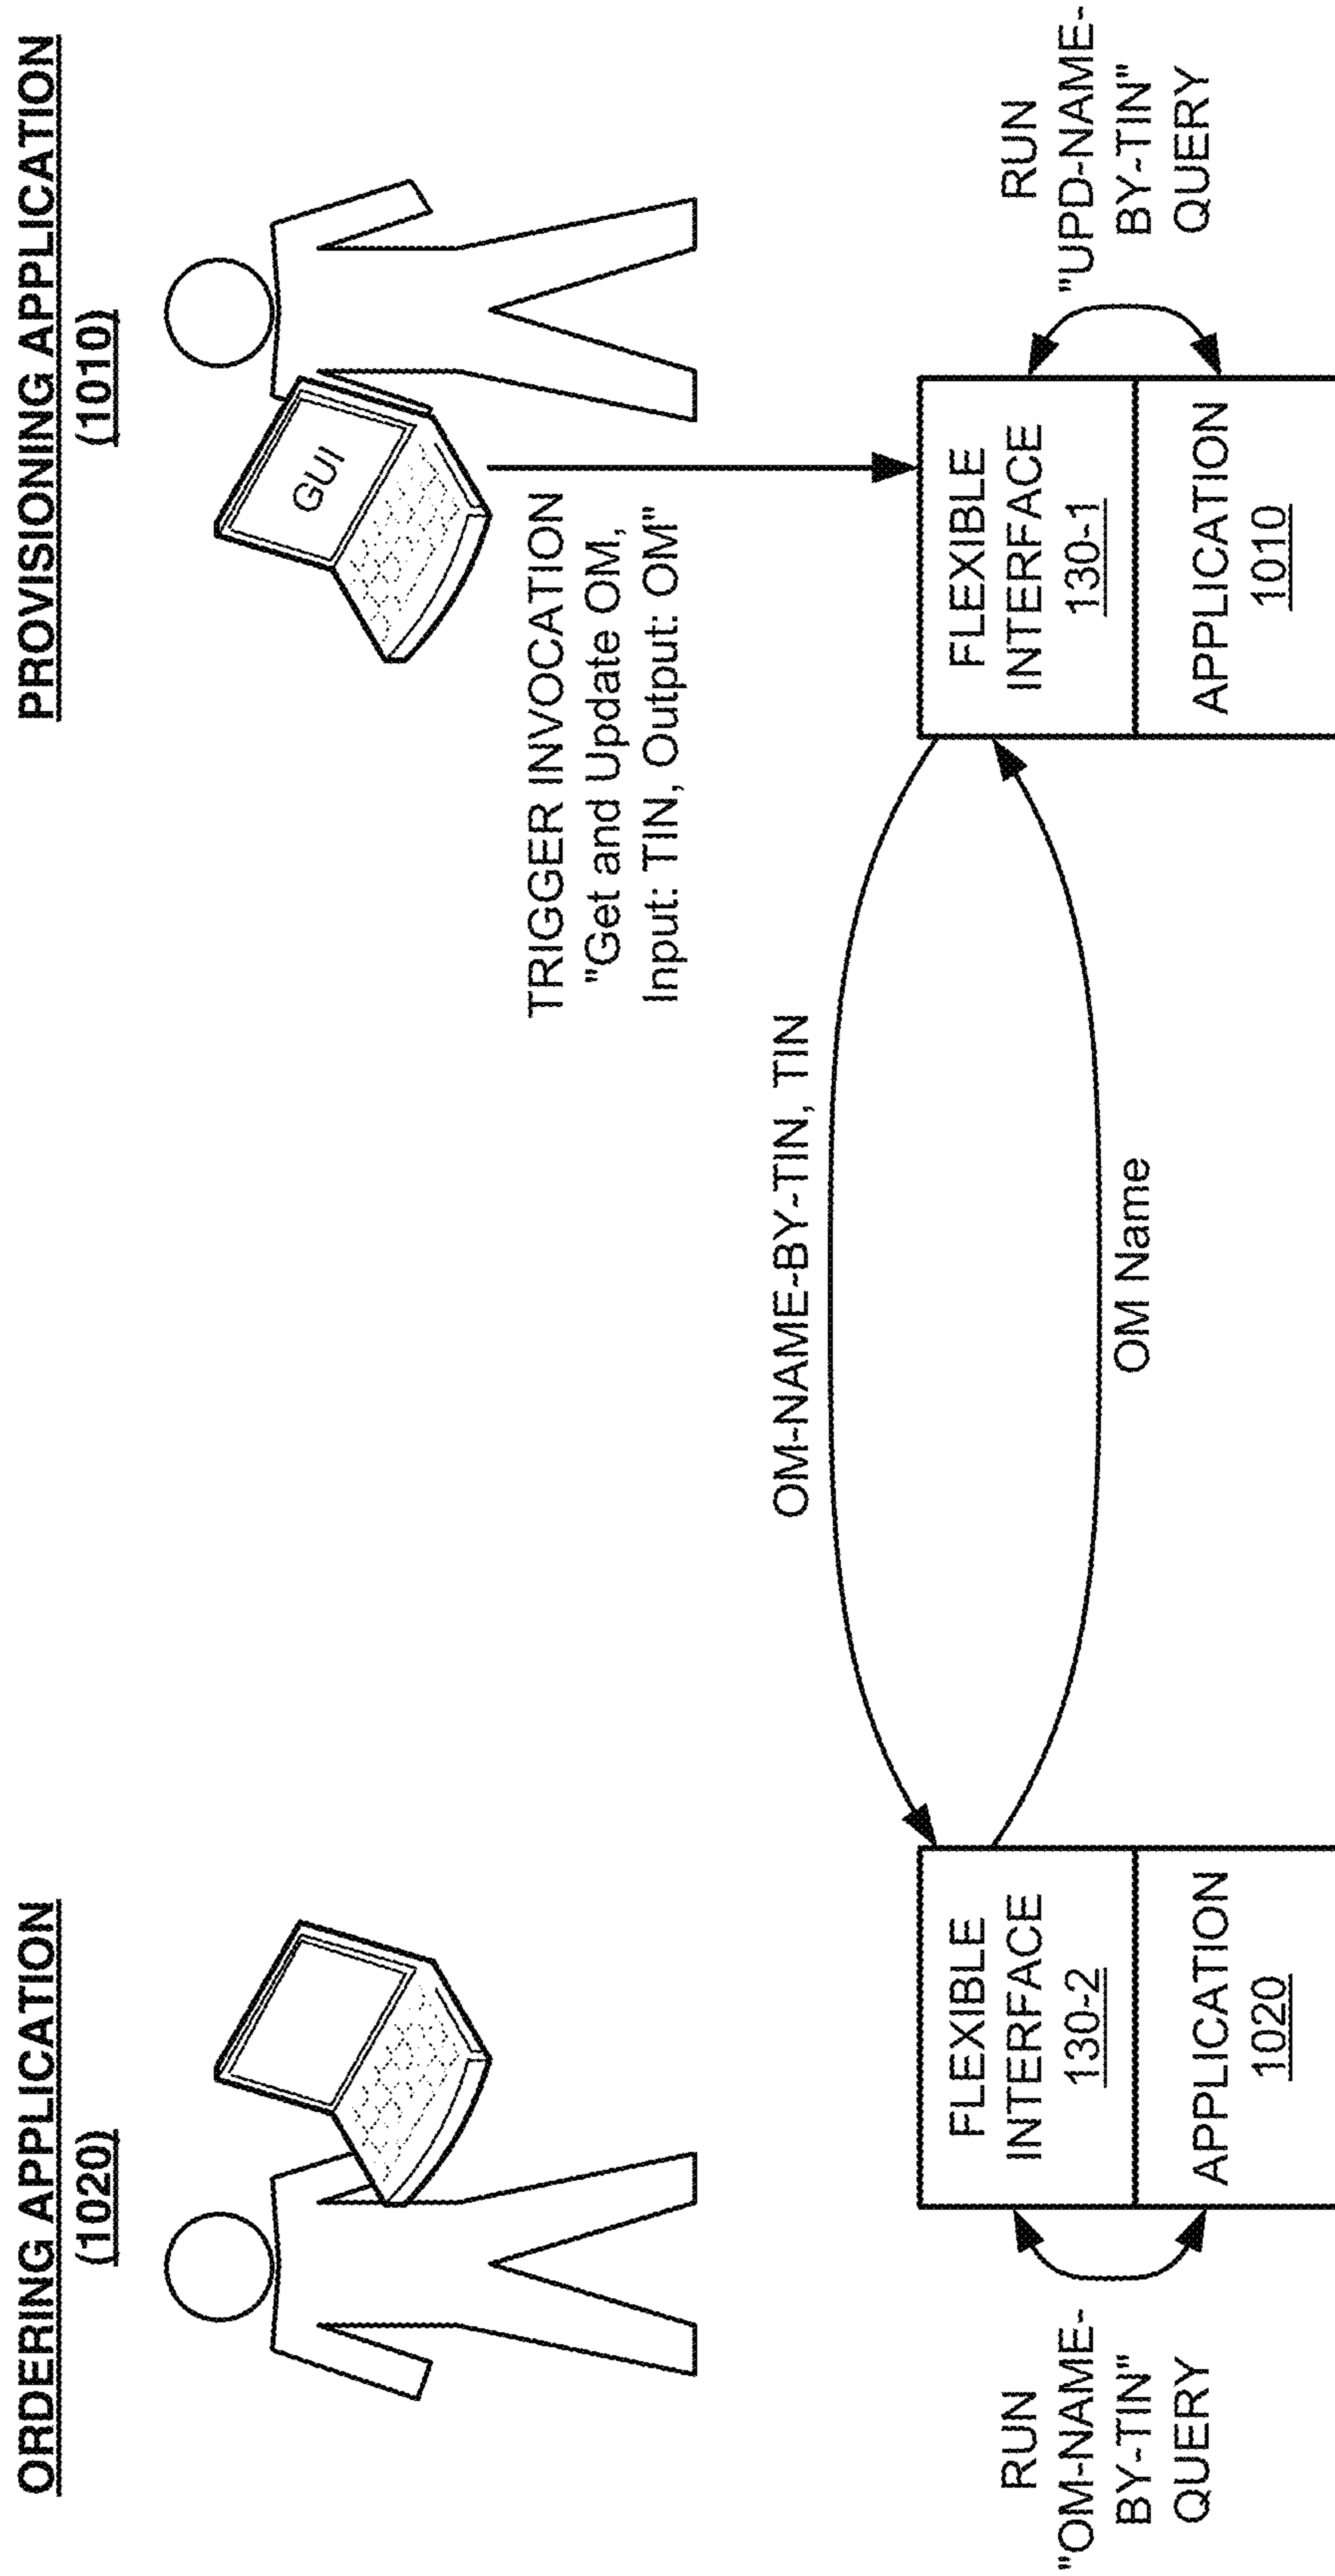 ORDERING APPLICATION
(1020)
PROVISIONING APPLICATION
(1010)
GUI
TRIGGER INVOCATION
"Get and Update OM,
Input: TIN, Output: OM"
OM-NAME-BY-TIN, TIN
OM Name
RUN
"OM-NAME-
BY-TIN"
QUERY
FLEXIBLE
INTERFACE
130-2
APPLICATION
1020
FLEXIBLE
INTERFACE
130-1
APPLICATION
1010
RUN
"UPD-NAME-
BY-TIN"
QUERY